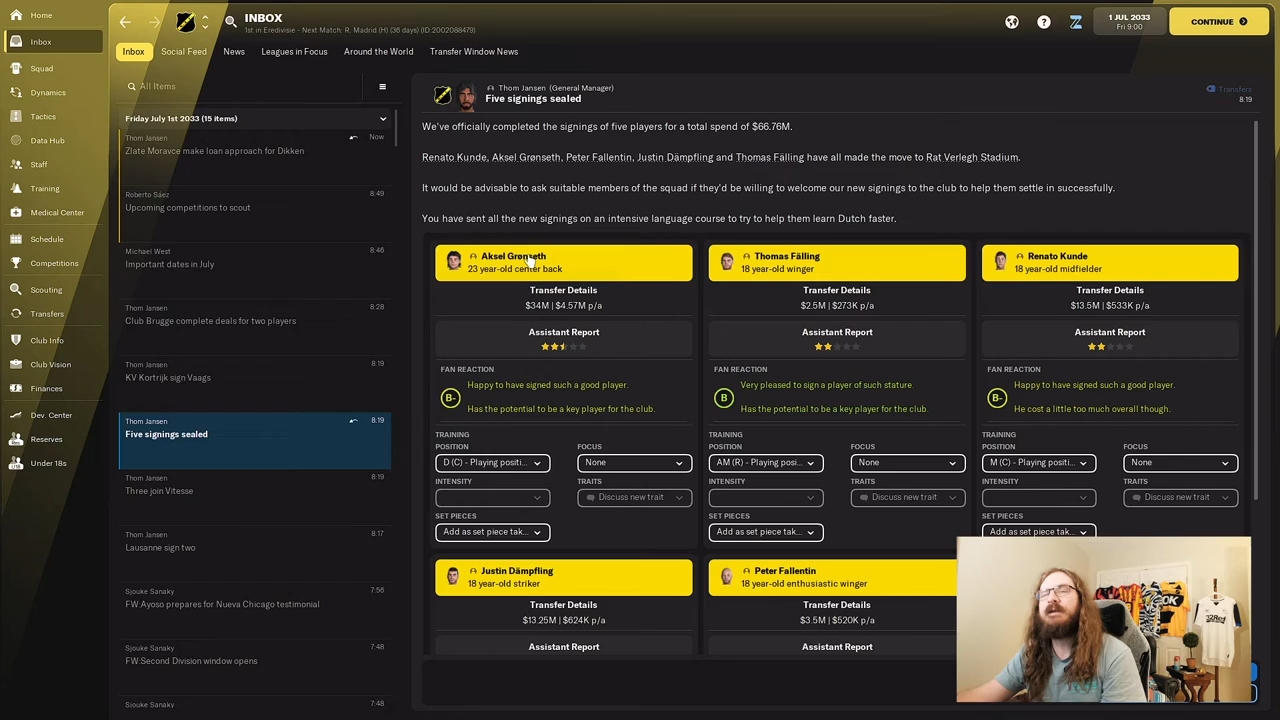 Home
Inbox
Squad
Dynamics
Tactics
Data Hub
Staff
Training
Medical Center
Schedule
Competitions
Scouting
Transfers
Club Info
Club Vision
Finances
Dev. Center
Reserves
Under 18s
INBOX
1st in Eredivisie - Next Match: R. Madrid (H) (36 days) (ID:2002088479)
1 JUL 2033
Fri 9:00
CONTINUE
Inbox
Social Feed
News
Leagues in Focus
Around the World
Transfer Window News
All Items
Friday July 1st 2033 (15 items)
Thom Jansen
Now
Zlate Moravce make loan approach for Dikken
Roberto Sáez
8:49
Upcoming competitions to scout
Michael West
8:46
Important dates in July
Thom Jansen
8:28
Club Brugge complete deals for two players
Thom Jansen
8:19
KV Kortrijk sign Vaags
Thom Jansen
8:19
Five signings sealed
Thom Jansen
8:19
Three join Vitesse
Thom Jansen
8:17
Lausanne sign two
Sjouke Sanaky
7:56
FW:Ayoso prepares for Nueva Chicago testimonial
Sjouke Sanaky
7:48
FW:Second Division window opens
Sjouke Sanaky
7:48
Thom Jansen (General Manager)
Five signings sealed
Transfers
8:19
We've officially completed the signings of five players for a total spend of $66.76M.
Renato Kunde, Aksel Grønseth, Peter Fallentin, Justin Dämpfling and Thomas Fälling have all made the move to Rat Verlegh Stadium.
It would be advisable to ask suitable members of the squad if they'd be willing to welcome our new signings to the club to help them settle in successfully.
You have sent all the new signings on an intensive language course to try to help them learn Dutch faster.
Aksel Grønseth
23 year-old center back
Transfer Details
$34M | $4.57M p/a
Assistant Report
FAN REACTION
B-
Happy to have signed such a good player.
Has the potential to be a key player for the club.
TRAINING
POSITION
FOCUS
D (C) - Playing positi...
None
INTENSITY
TRAITS
Discuss new trait
SET PIECES
Add as set piece tak...
Thomas Fälling
18 year-old winger
Transfer Details
$2.5M | $273K p/a
Assistant Report
FAN REACTION
B
Very pleased to sign a player of such stature.
Has the potential to be a key player for the club.
TRAINING
POSITION
FOCUS
AM (R) - Playing posi...
None
INTENSITY
TRAITS
Discuss new trait
SET PIECES
Add as set piece tak...
Renato Kunde
18 year-old midfielder
Transfer Details
$13.5M | $533K p/a
Assistant Report
FAN REACTION
B-
Happy to have signed such a good player.
He cost a little too much overall though.
TRAINING
POSITION
FOCUS
M (C) - Playing positi...
None
INTENSITY
TRAITS
Discuss new trait
SET PIECES
Add as set piece tak...
Justin Dämpfling
18 year-old striker
Transfer Details
$13.25M | $624K p/a
Assistant Report
Peter Fallentin
18 year-old enthusiastic winger
Transfer Details
$3.5M | $520K p/a
Assistant Report
32Red